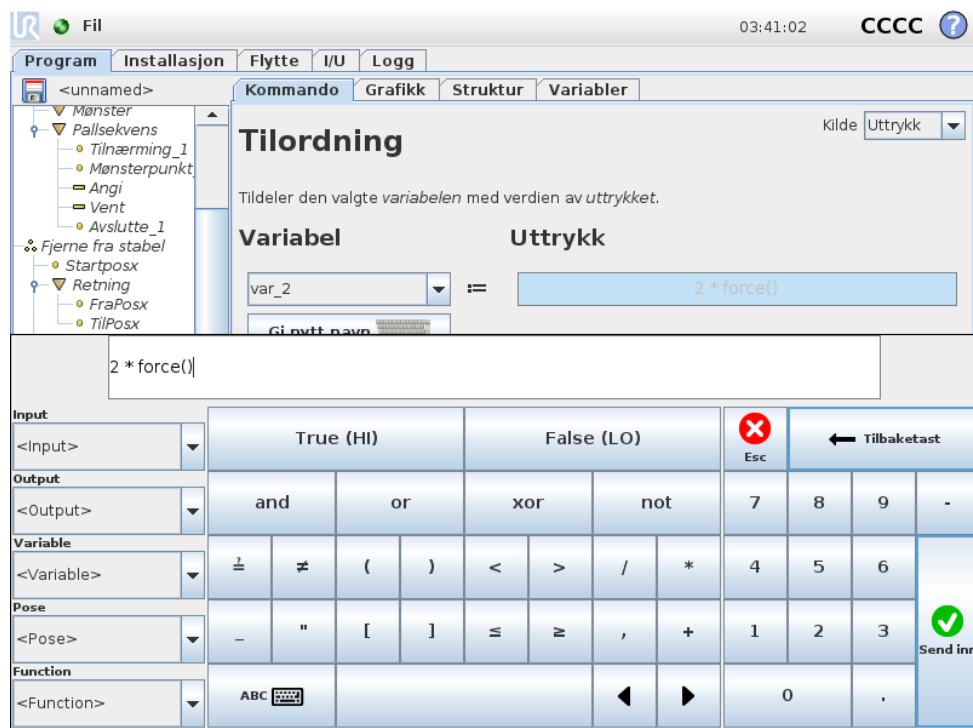 UR Fil 03:41:02 CCCC ?
Program Installasjon Flytte I/U Logg
<unnamed> Kommando Grafikk Struktur Variabler
Mønster
Pallsekvens
Tilnærming_1
Mønsterpunkt
Angi
Vent
Avslutte_1
Fjerne fra stabel
Startposx
Retning
FraPosx
TilPosx
Kilde Uttrykk
Tilordning
Tildeler den valgte variabelen med verdien av uttrykket.
Variabel Uttrykk
var_2 := 2 * force()
Gi nytt navn
2 * force()
Input
<Input>
Output
<Output>
Variable
<Variable>
Pose
<Pose>
Function
<Function>
True (HI) False (LO) Esc Tilbaketast
and or xor not 7 8 9 -
≟ ≠ ( ) < > / * 4 5 6
_ " [ ] ≤ ≥ , + 1 2 3 Send inn
ABC 0 .